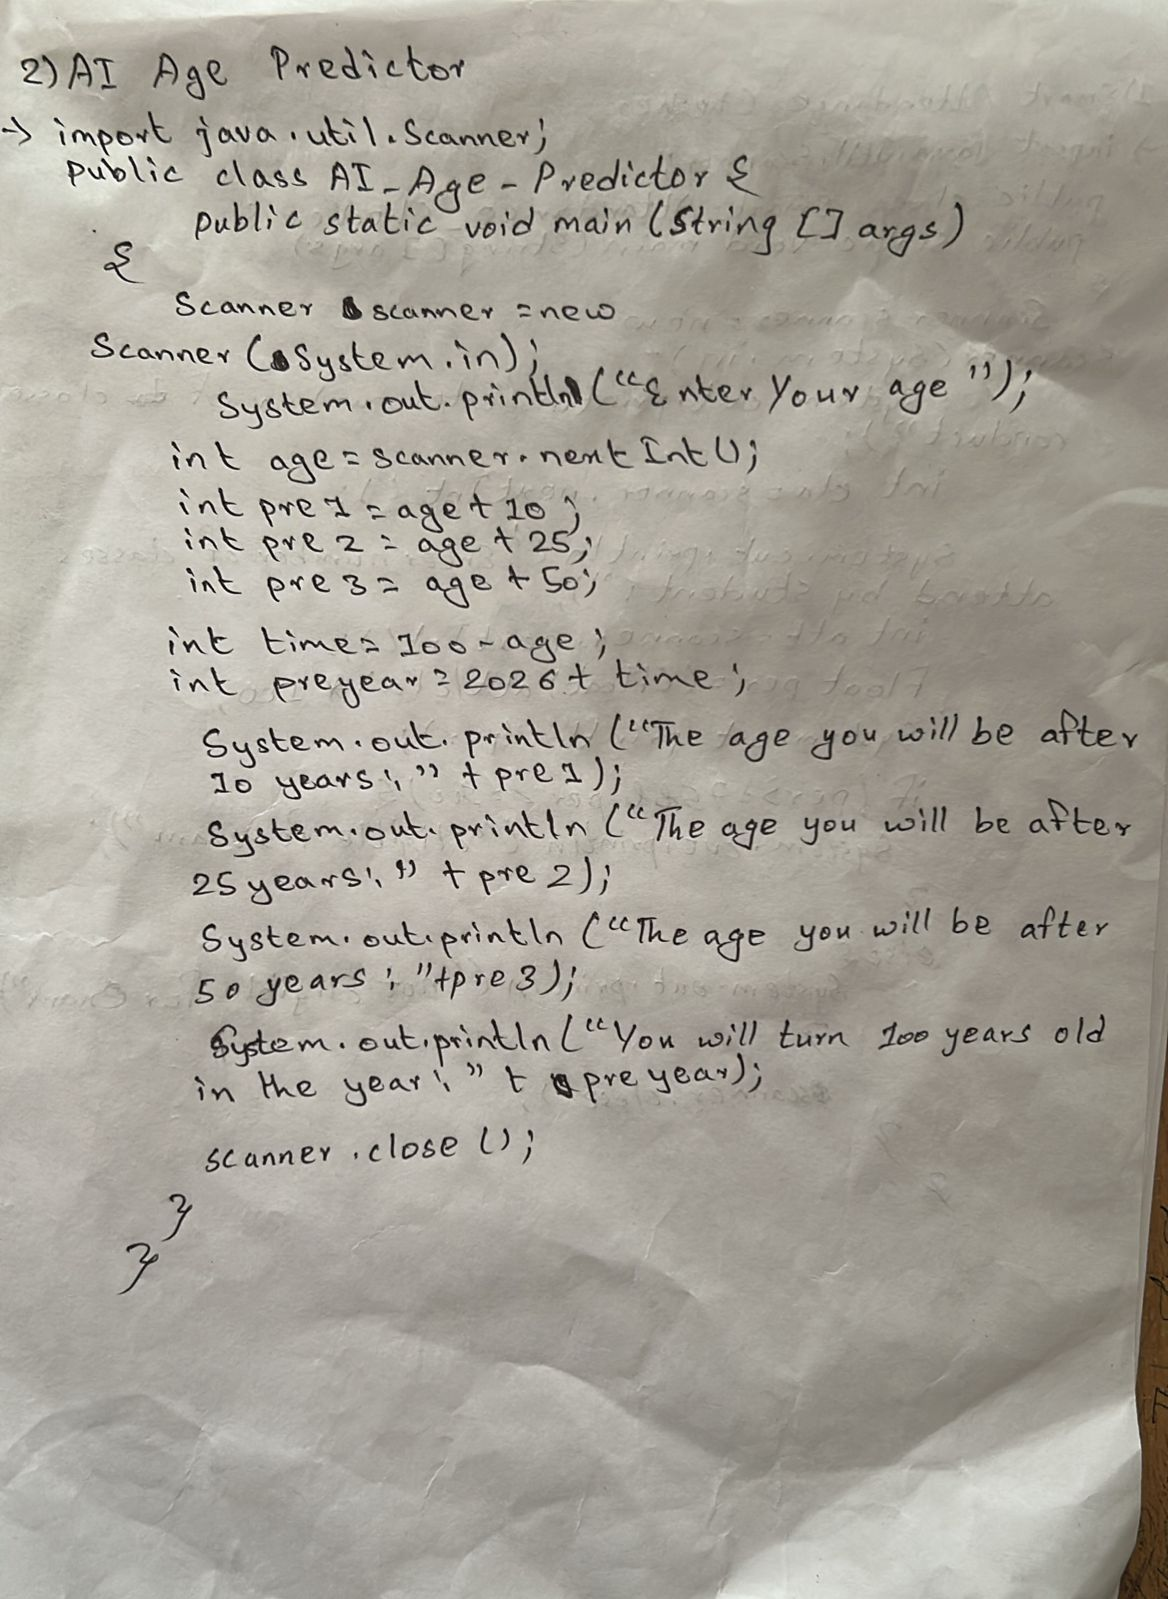 2) AI Age Predictor
→ import java.util.Scanner;
public class AI_Age_Predictor {
public static void main (String [] args)
{
Scanner scanner = new
Scanner (System.in);
System.out.println ("Enter Your age ");
int age = scanner.nextInt();
int pre1 = age + 10;
int pre2 = age + 25;
int pre3 = age + 50;
int time = 100 - age;
int preyear = 2026 + time;
System.out.println ("The age you will be after
10 years: " + pre1);
System.out.println ("The age you will be after
25 years: " + pre2);
System.out.println ("The age you will be after
50 years: "+pre3);
System.out.println ("You will turn 100 years old
in the year: " + preyear);
scanner.close ();
}
}